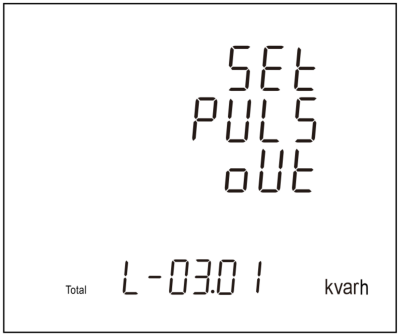 SEt
PULS
oUt
Total L-03.01 kvarh